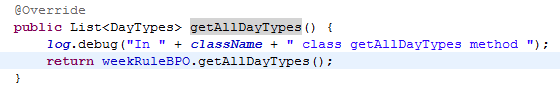 @Override
public List<DayTypes> getAllDayTypes() {
log.debug("In " + className + " class getAllDayTypes method ");
return weekRuleBPO.getAllDayTypes();
}